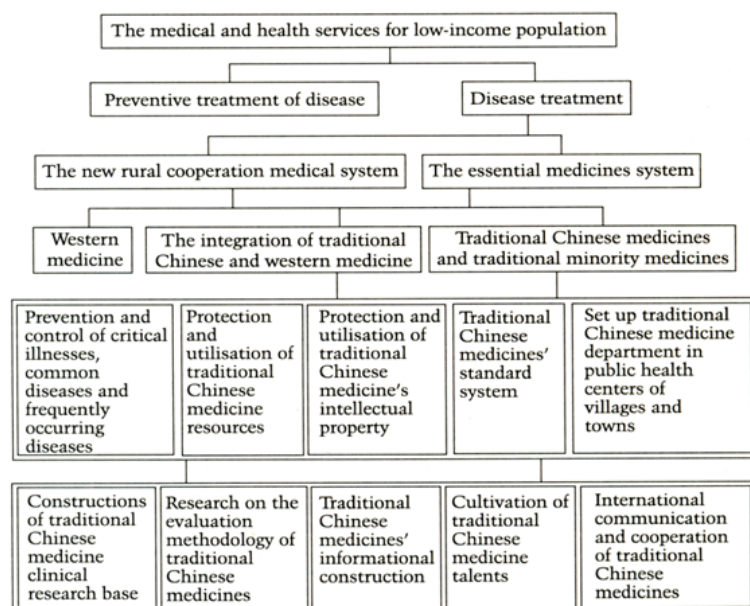 The medical and health services for low-income population
Preventive treatment of disease
Disease treatment
The new rural cooperation medical system
The essential medicines system
Western
medicine
The integration of traditional
Chinese and western medicine
Traditional Chinese medicines
and traditional minority medicines
Prevention and
control of critical
illnesses,
common
diseases and
frequently
occurring
diseases
Protection
and
utilisation of
traditional
Chinese
medicine
resources
Protection and
utilisation of
traditional
Chinese
medicine's
intellectual
property
Traditional
Chinese
medicines'
standard
system
Set up traditional
Chinese medicine
department in
public health
centers of
villages and
towns
Constructions
of traditional
Chinese
medicine
clinical
research base
Research on the
evaluation
methodology of
traditional
Chinese
medicines
Traditional
Chinese
medicines'
informational
construction
Cultivation of
traditional
Chinese
medicine
talents
International
communication
and cooperation
of traditional
Chinese
medicines